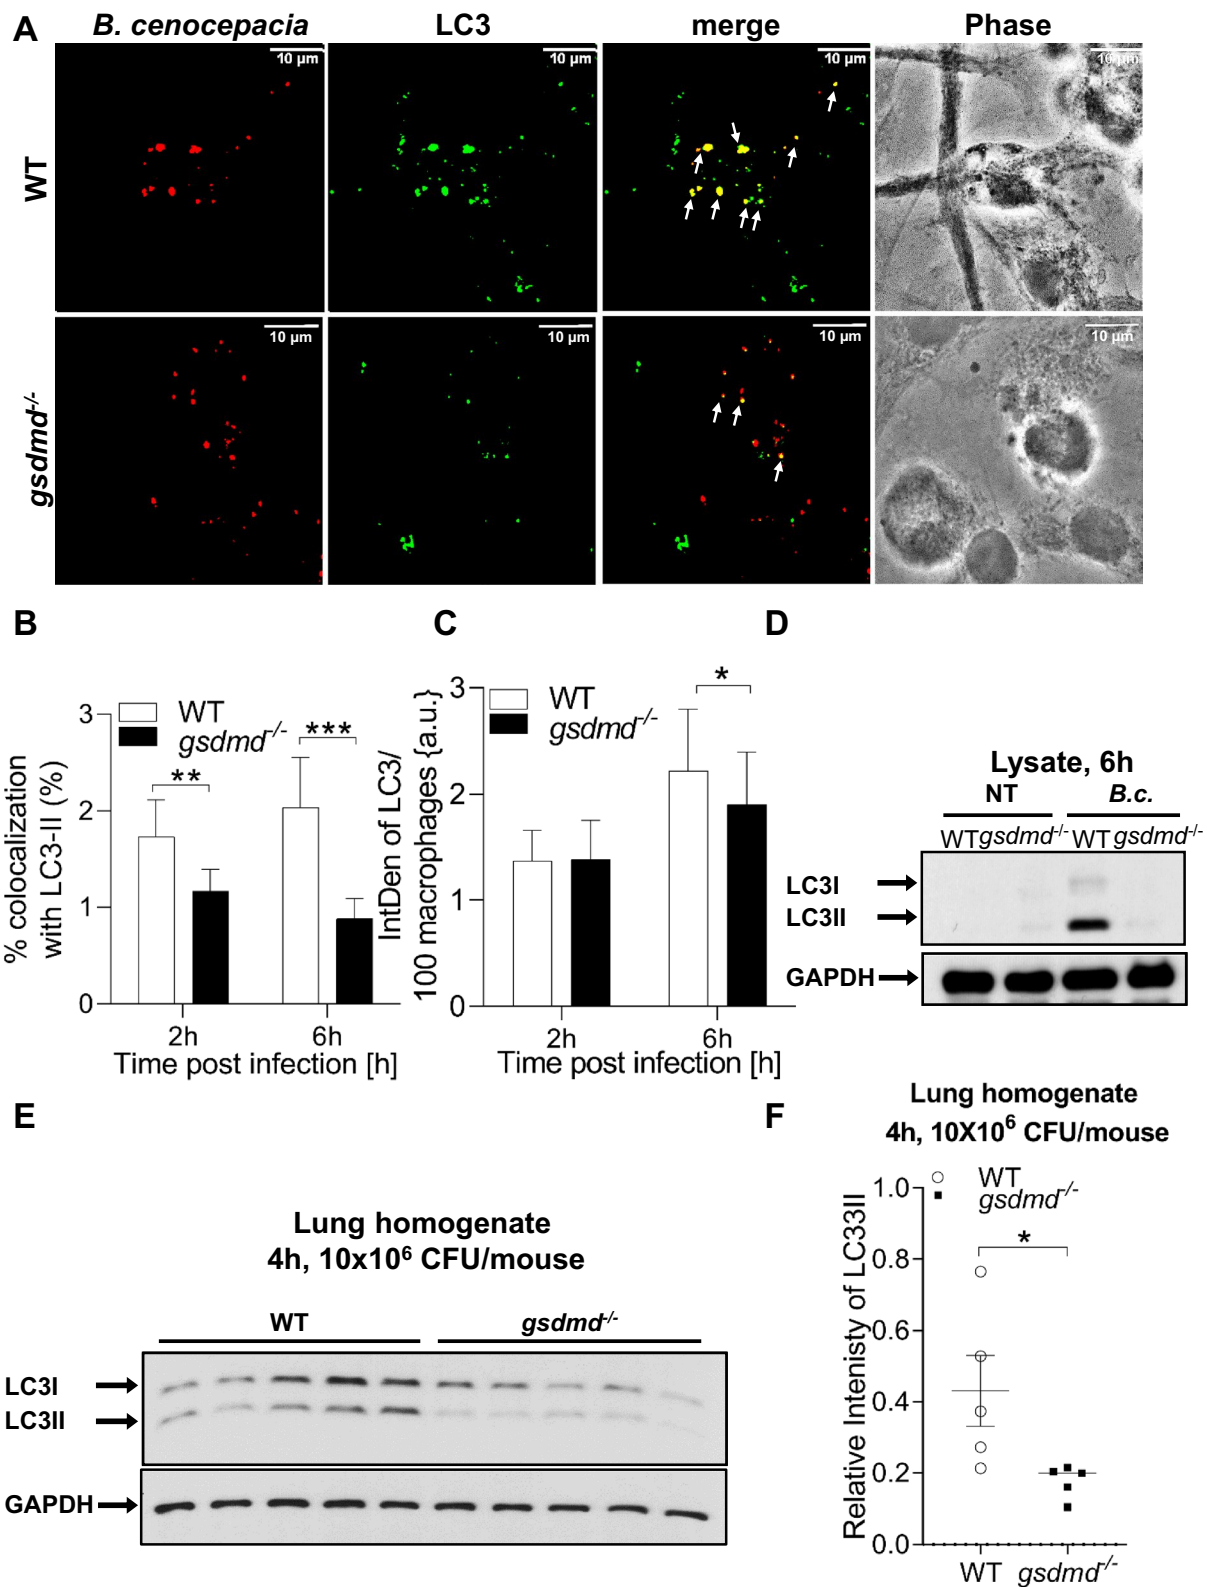 A
B. cenocepacia LC3 merge Phase
WT
10 µm 10 µm 10 µm 10 µm
gsdmd-/-
10 µm 10 µm 10 µm 10 µm
B
% colocalization
with LC3-II (%)
3
2
1
0
WT
gsdmd-/-
**
***
2h 6h
Time post infection [h]
C
IntDen of LC3/
100 macrophages {a.u.}
3
2
1
0
WT
gsdmd-/-
*
2h 6h
Time post infection [h]
D
Lysate, 6h
NT B.c.
WT gsdmd-/- WT gsdmd-/-
LC3I
LC3II
GAPDH
E
Lung homogenate
4h, 10x10⁶ CFU/mouse
WT gsdmd-/-
LC3I
LC3II
GAPDH
F
Lung homogenate
4h, 10X10⁶ CFU/mouse
Relative Intenisty of LC33II
1.0
0.8
0.6
0.4
0.2
0.0
WT
gsdmd-/-
*
WT gsdmd-/-